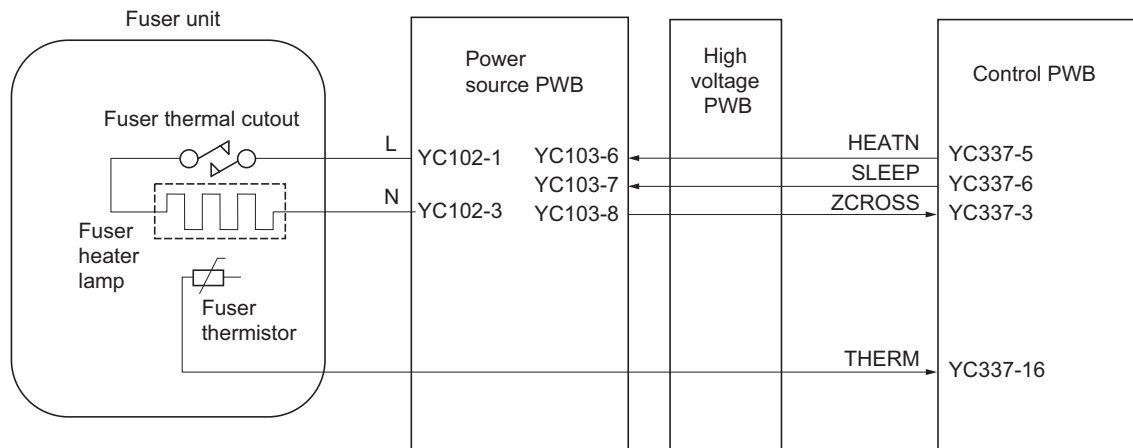 Fuser unit
Fuser thermal cutout
Fuser
heater
lamp
Fuser
thermistor
L
N
Power
source PWB
YC102-1
YC102-3
YC103-6
YC103-7
YC103-8
High
voltage
PWB
HEATN
SLEEP
ZCROSS
THERM
Control PWB
YC337-5
YC337-6
YC337-3
YC337-16